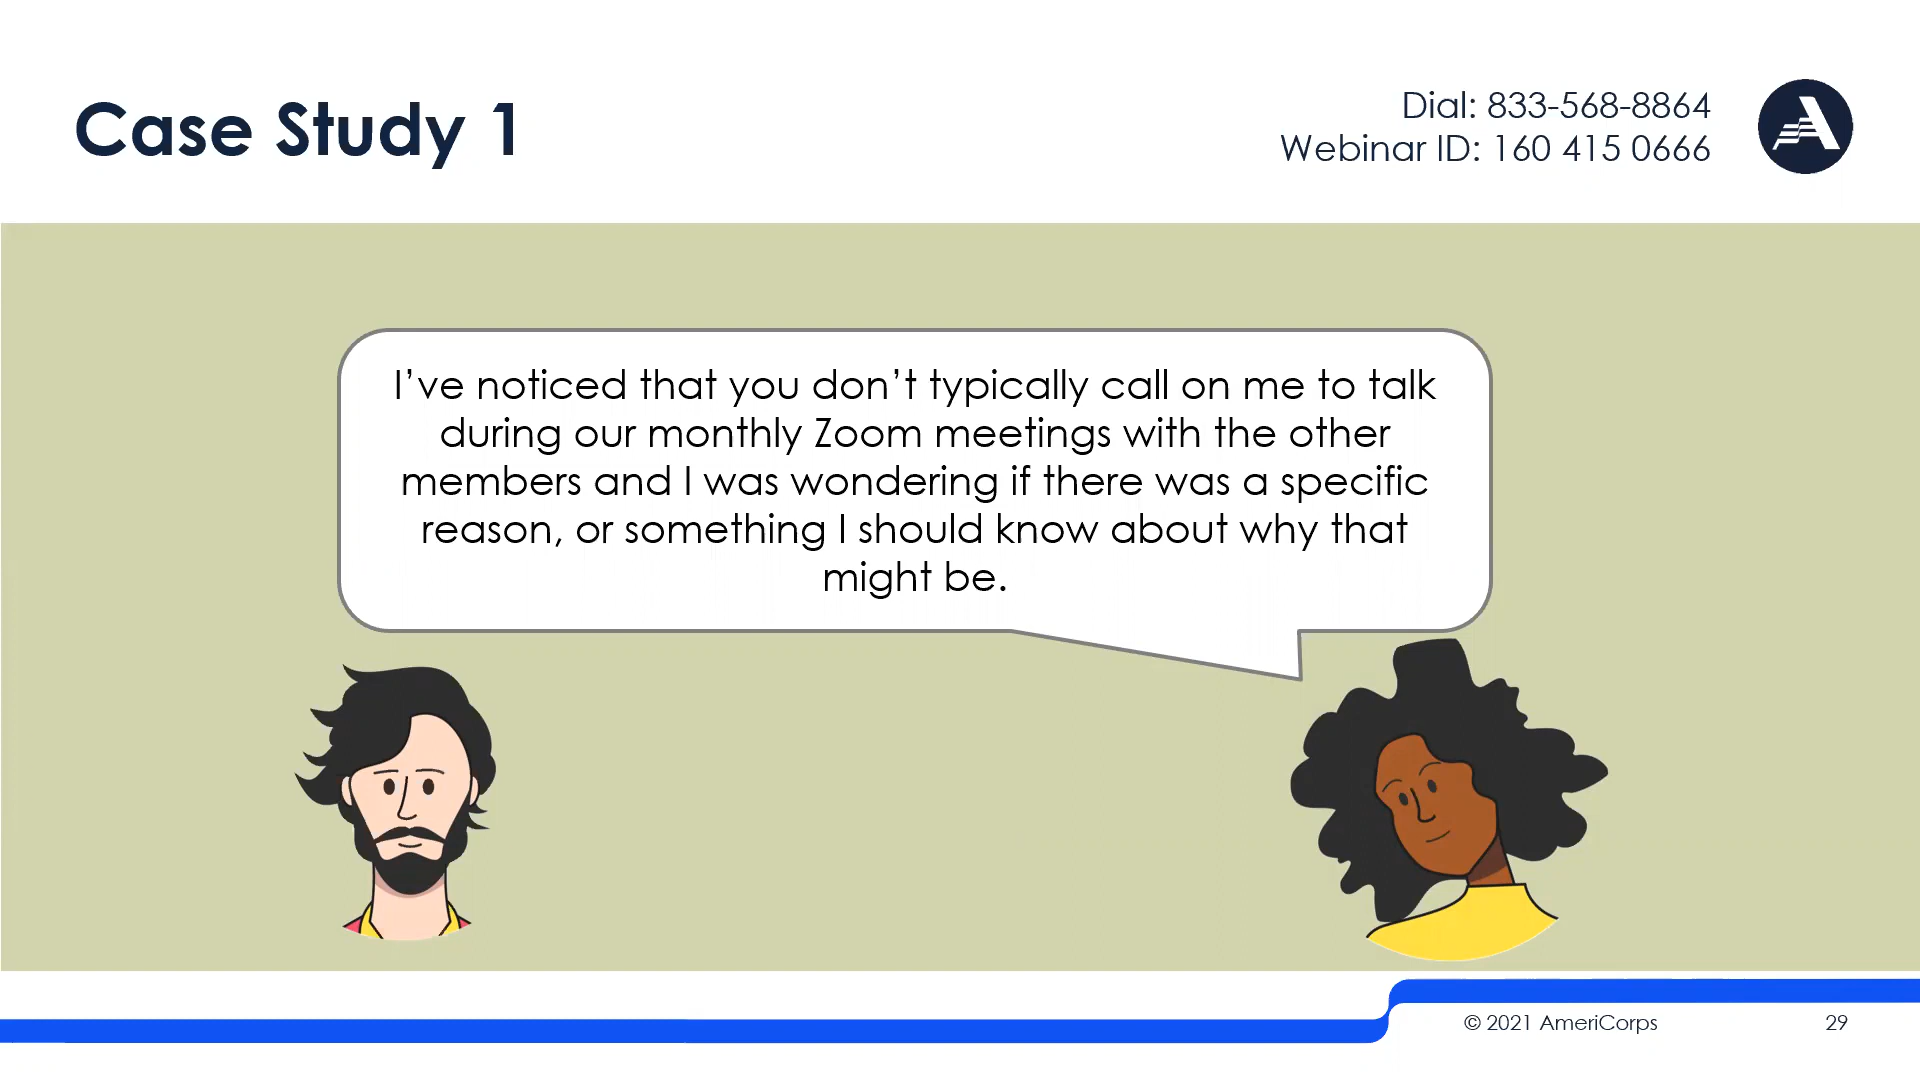 Case Study 1
Dial: 833-568-8864
Webinar ID: 160 415 0666
I’ve noticed that you don’t typically call on me to talk
during our monthly Zoom meetings with the other
members and I was wondering if there was a specific
reason, or something I should know about why that
might be.
© 2021 AmeriCorps
29